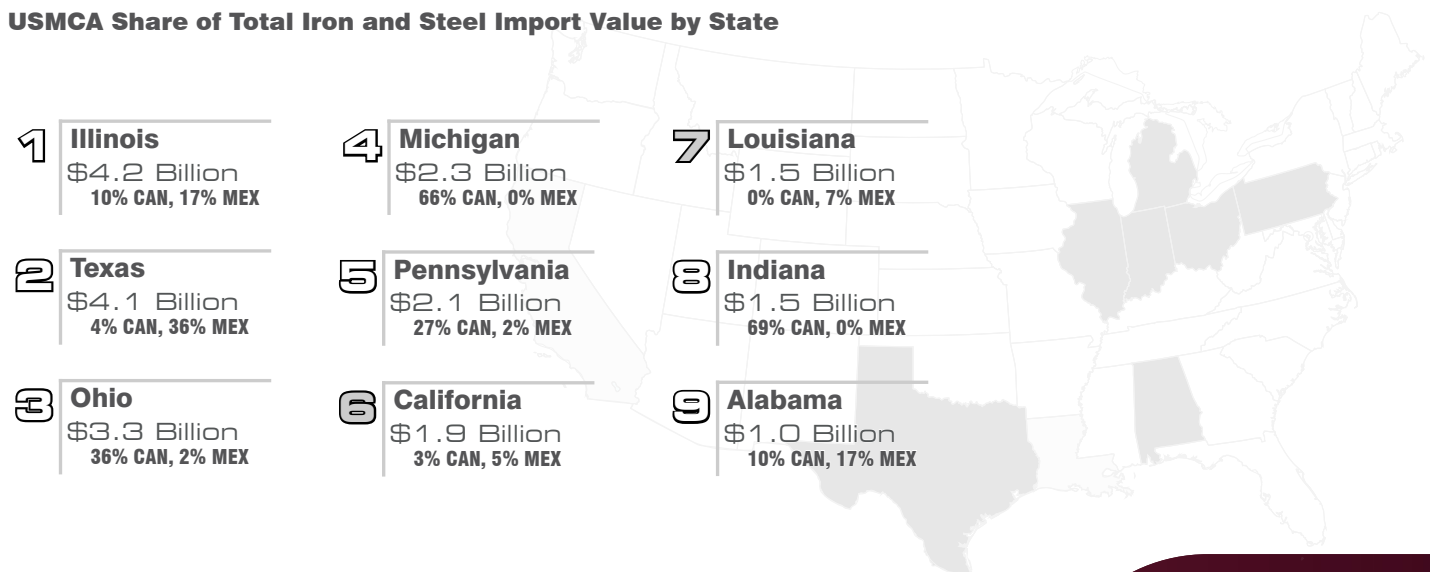 USMCA Share of Total Iron and Steel Import Value by State
1
Illinois
$4.2 Billion
10% CAN, 17% MEX
2
Texas
$4.1 Billion
4% CAN, 36% MEX
3
Ohio
$3.3 Billion
36% CAN, 2% MEX
4
Michigan
$2.3 Billion
66% CAN, 0% MEX
5
Pennsylvania
$2.1 Billion
27% CAN, 2% MEX
6
California
$1.9 Billion
3% CAN, 5% MEX
7
Louisiana
$1.5 Billion
0% CAN, 7% MEX
8
Indiana
$1.5 Billion
69% CAN, 0% MEX
9
Alabama
$1.0 Billion
10% CAN, 17% MEX